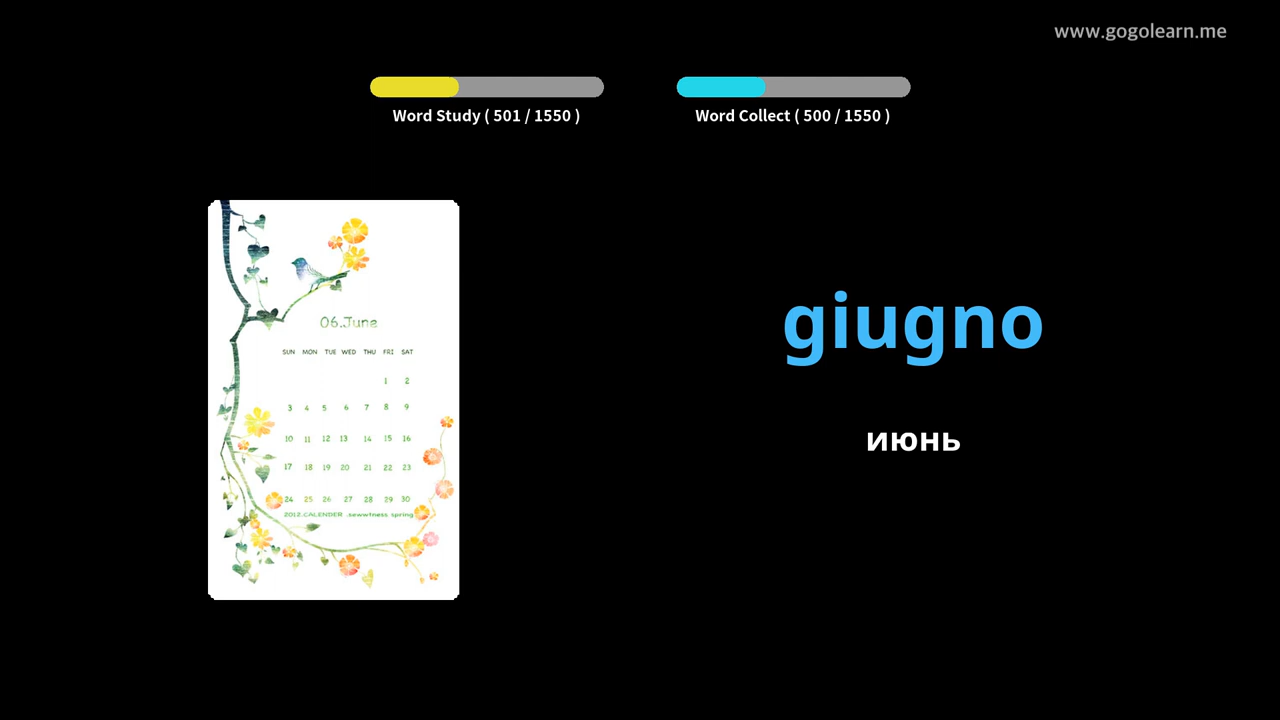 www.gogolearn.me
Word Study ( 501 / 1550 )
Word Collect ( 500 / 1550 )
06.June
SUN MON TUE WED THU FRI SAT
1 2
3 4 5 6 7 8 9
10 11 12 13 14 15 16
17 18 19 20 21 22 23
24 25 26 27 28 29 30
2012.CALENDER .sewwtness spring
giugno
июнь